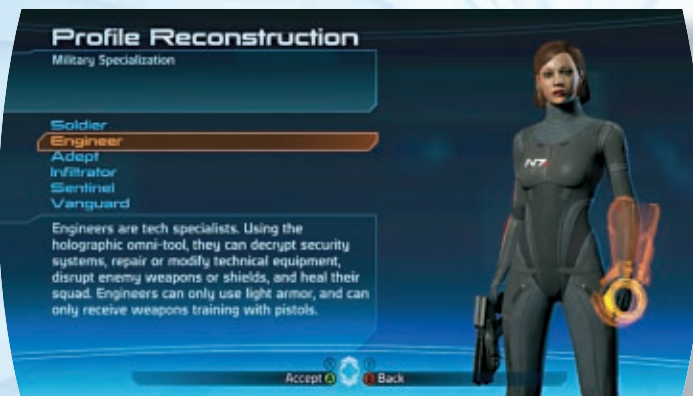 Profile Reconstruction
Military Specialization
Soldier
Engineer
Adept
Infiltrator
Sentinel
Vanguard
Engineers are tech specialists. Using the
holographic omni-tool, they can decrypt security
systems, repair or modify technical equipment,
disrupt enemy weapons or shields, and heal their
squad. Engineers can only use light armor, and can
only receive weapons training with pistols.
N7
X Y
Accept A B Back